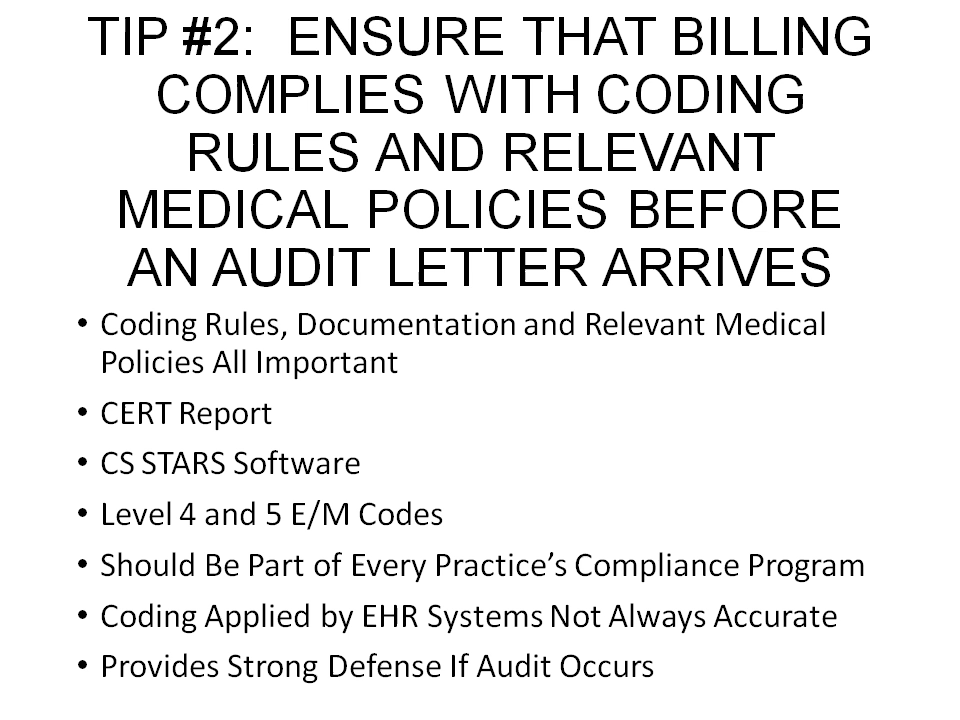 TIP #2:  ENSURE THAT BILLING
COMPLIES WITH CODING
RULES AND RELEVANT
MEDICAL POLICIES BEFORE
AN AUDIT LETTER ARRIVES
• Coding Rules, Documentation and Relevant Medical
Policies All Important
• CERT Report
• CS STARS Software
• Level 4 and 5 E/M Codes
• Should Be Part of Every Practice’s Compliance Program
• Coding Applied by EHR Systems Not Always Accurate
• Provides Strong Defense If Audit Occurs